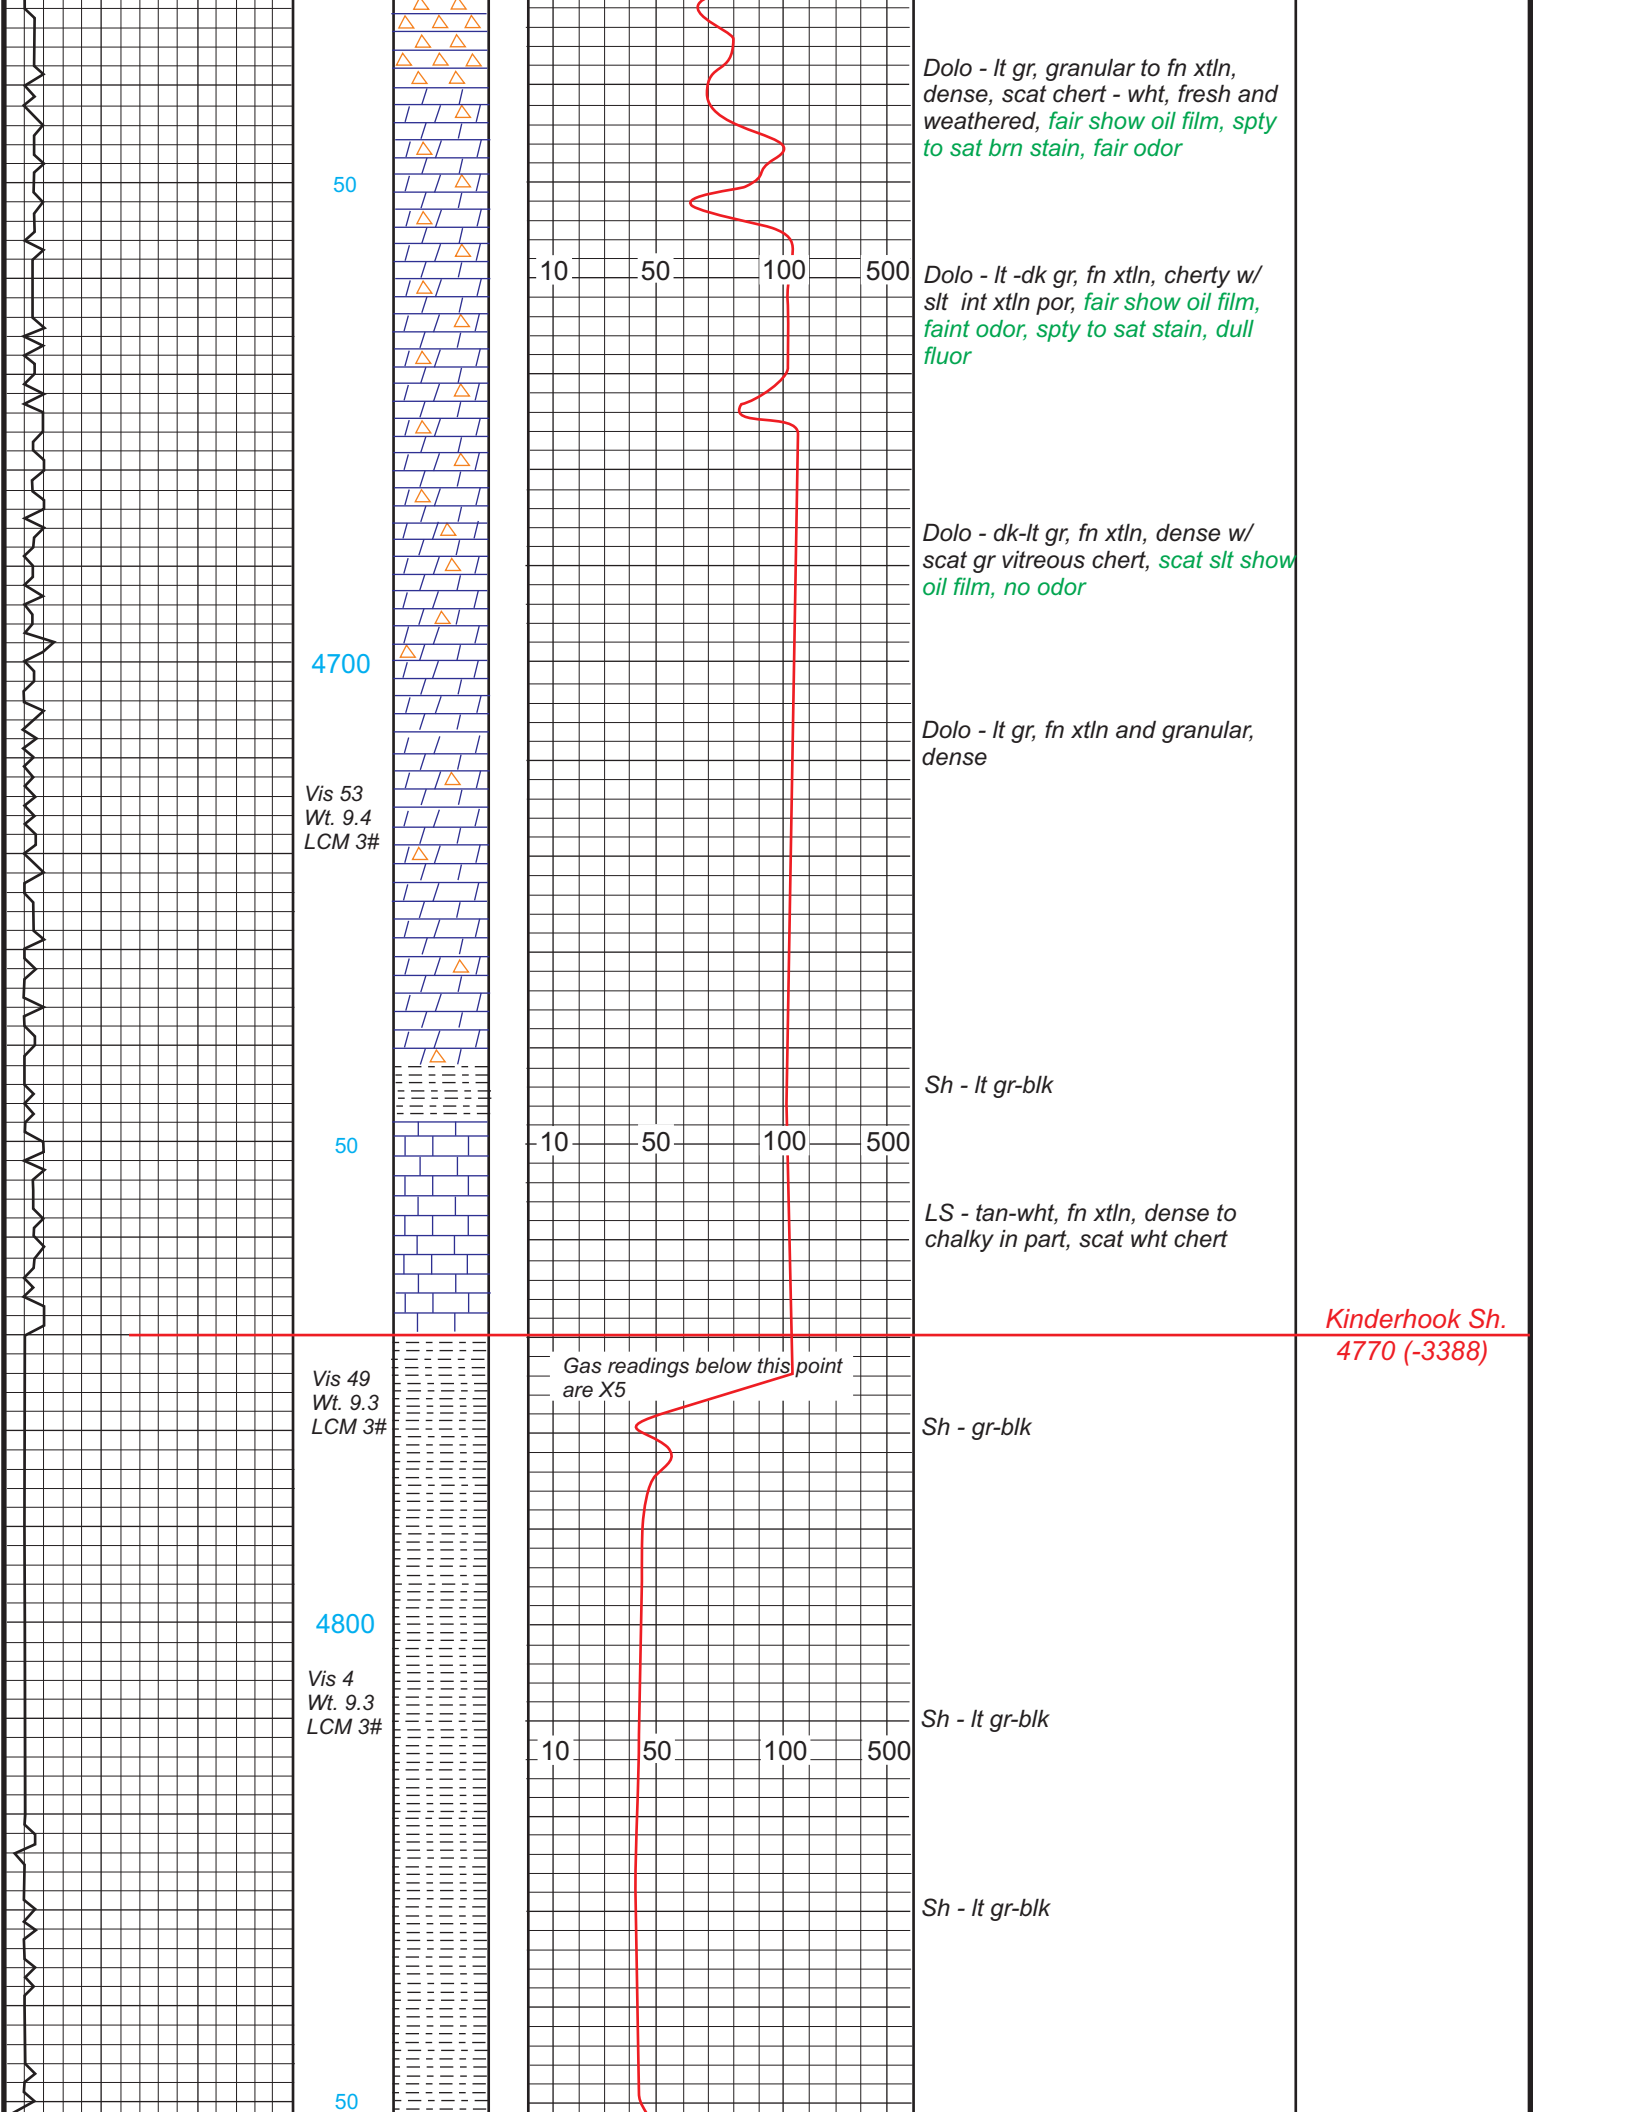 Dolo - lt gr, granular to fn xtln,
dense, scat chert - wht, fresh and
weathered, fair show oil film, spty
to sat brn stain, fair odor
50
10 50 100 500
Dolo - lt -dk gr, fn xtln, cherty w/
slt int xtln por, fair show oil film,
faint odor, spty to sat stain, dull
fluor
Dolo - dk-lt gr, fn xtln, dense w/
scat gr vitreous chert, scat slt show
oil film, no odor
4700
Dolo - lt gr, fn xtln and granular,
dense
Vis 53
Wt. 9.4
LCM 3#
Sh - lt gr-blk
50
10 50 100 500
LS - tan-wht, fn xtln, dense to
chalky in part, scat wht chert
Kinderhook Sh.
4770 (-3388)
Gas readings below this point
are X5
Vis 49
Wt. 9.3
LCM 3#
Sh - gr-blk
4800
Vis 4
Wt. 9.3
LCM 3#
Sh - lt gr-blk
10 50 100 500
Sh - lt gr-blk
50